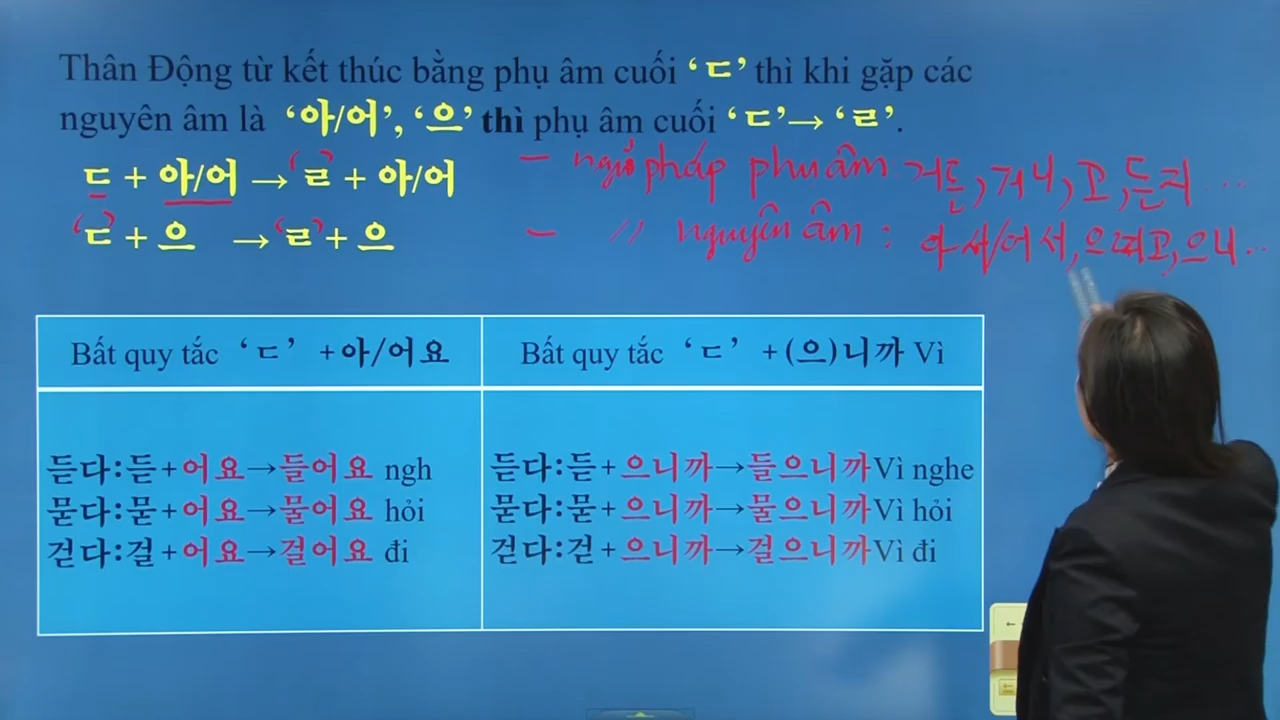 Thân Động từ kết thúc bằng phụ âm cuối ‘ㄷ’ thì khi gặp các
nguyên âm là ‘아/어’, ‘으’ thì phụ âm cuối ‘ㄷ’→ ‘ㄹ’.
ㄷ + 아/어 → ㄹ + 아/어
ㄷ + 으 → ㄹ + 으
– ngữ pháp phụ âm 거든, 거나, 고, 든지 ...
– // nguyên âm : 아서/어서, 으려고, 으니 ...
Bất quy tắc ‘ㄷ’ +아/어요
Bất quy tắc ‘ㄷ’ +(으)니까 Vì
듣다:듣+어요→들어요 ngh
묻다:묻+어요→물어요 hỏi
걷다:걸+어요→걸어요 đi
듣다:듣+으니까→들으니까Vì nghe
묻다:묻+으니까→물으니까Vì hỏi
걷다:걷+으니까→걸으니까Vì đi